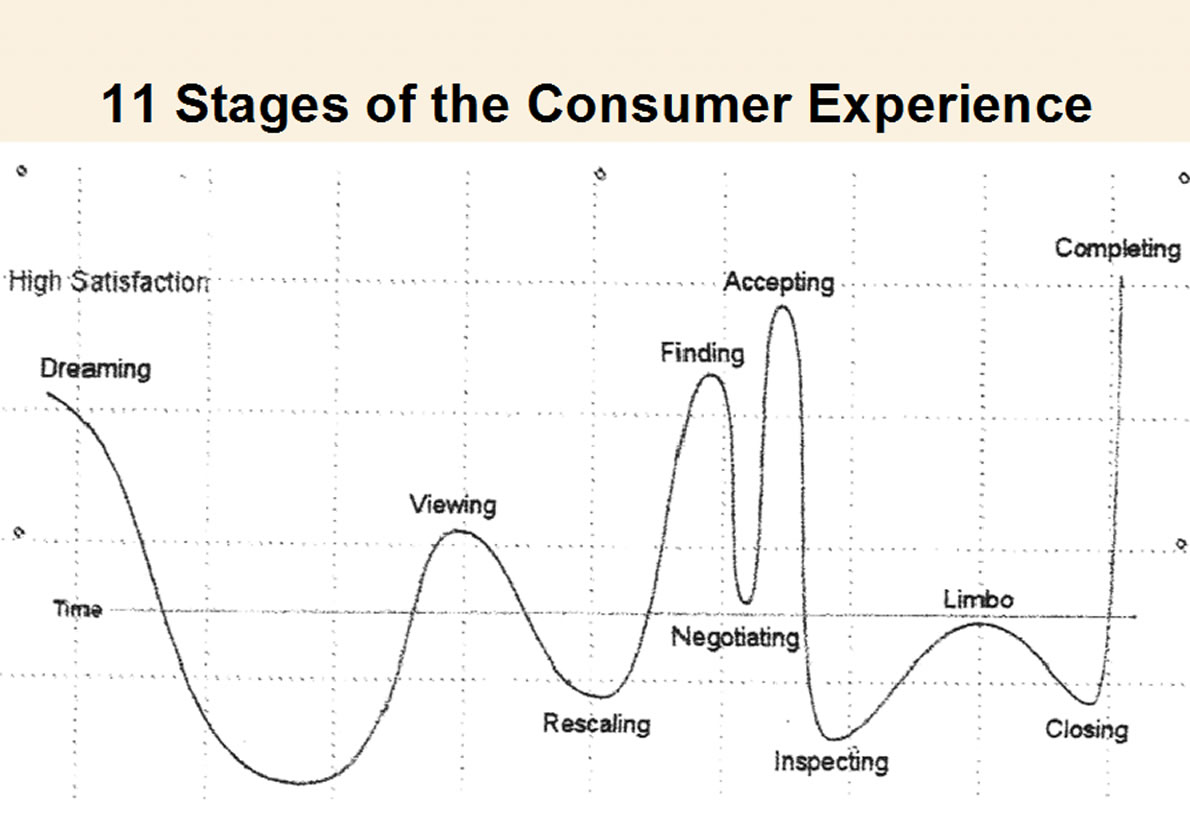 11 Stages of the Consumer Experience
Completing
High Satisfaction
Accepting
Finding
Dreaming
Viewing
Limbo
Time
Negotiating
Rescaling
Closing
Inspecting